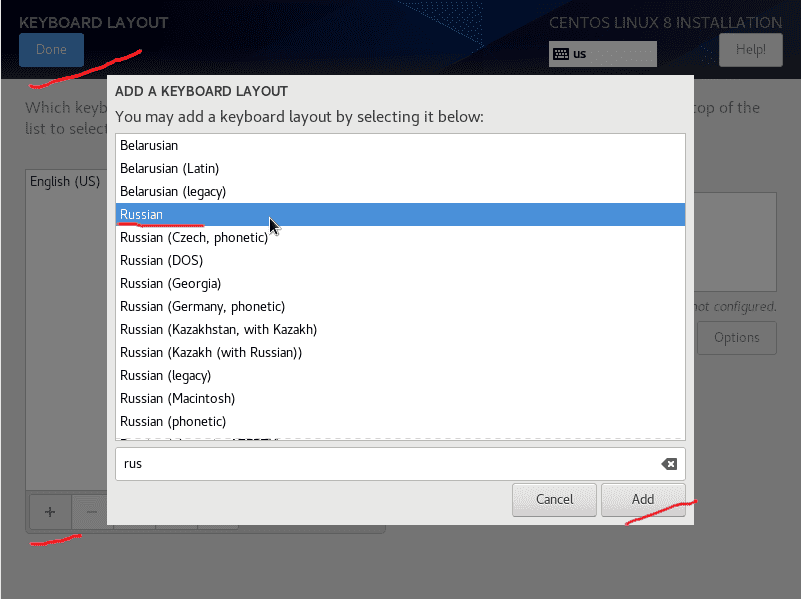 KEYBOARD LAYOUT
CENTOS LINUX 8 INSTALLATION
Done
us
Help!
Which keyb
top of the
list to select
English (US)
ADD A KEYBOARD LAYOUT
You may add a keyboard layout by selecting it below:
Belarusian
Belarusian (Latin)
Belarusian (legacy)
Russian
Russian (Czech, phonetic)
Russian (DOS)
Russian (Georgia)
Russian (Germany, phonetic)
Russian (Kazakhstan, with Kazakh)
Russian (Kazakh (with Russian))
Russian (legacy)
Russian (Macintosh)
Russian (phonetic)
not configured.
Options
rus
Cancel
Add